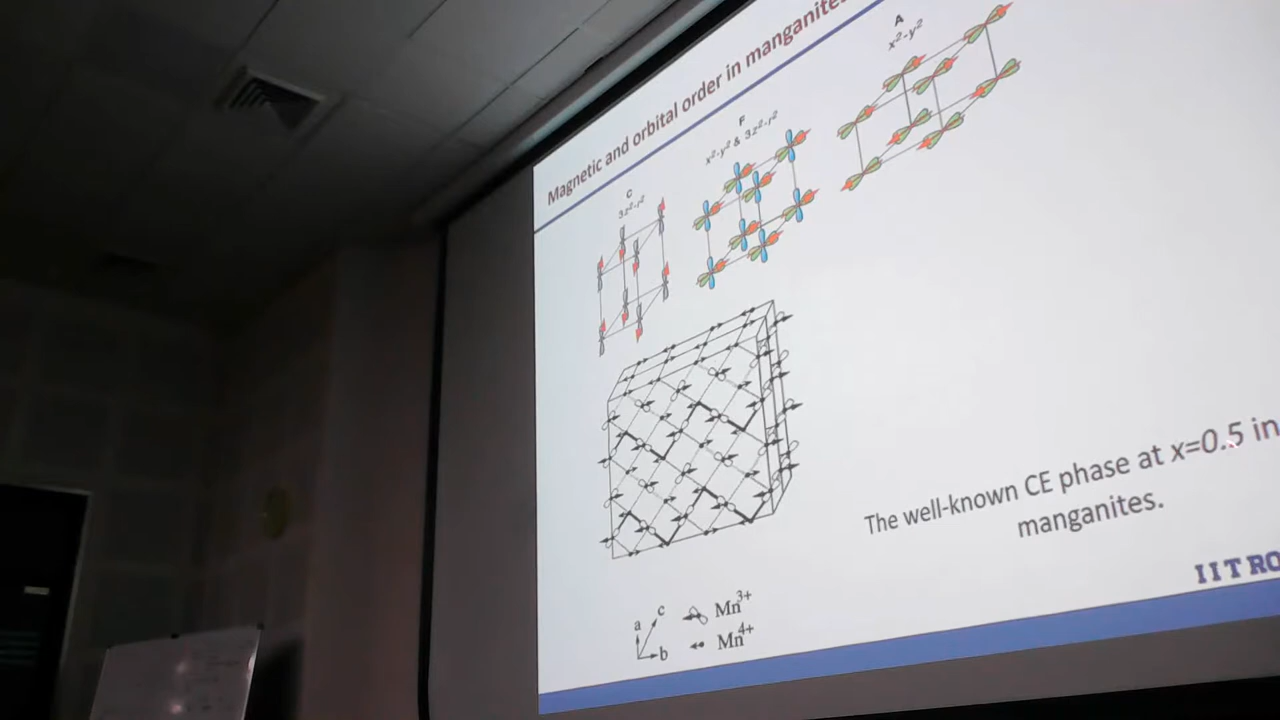 Magnetic and orbital order in manganites
A
x²-y²
F
x²-y² & 3z²-r²
C
3z²-r²
The well-known CE phase at x=0.5 in
manganites.
IIT RO
a c b
Mn³⁺
Mn⁴⁺